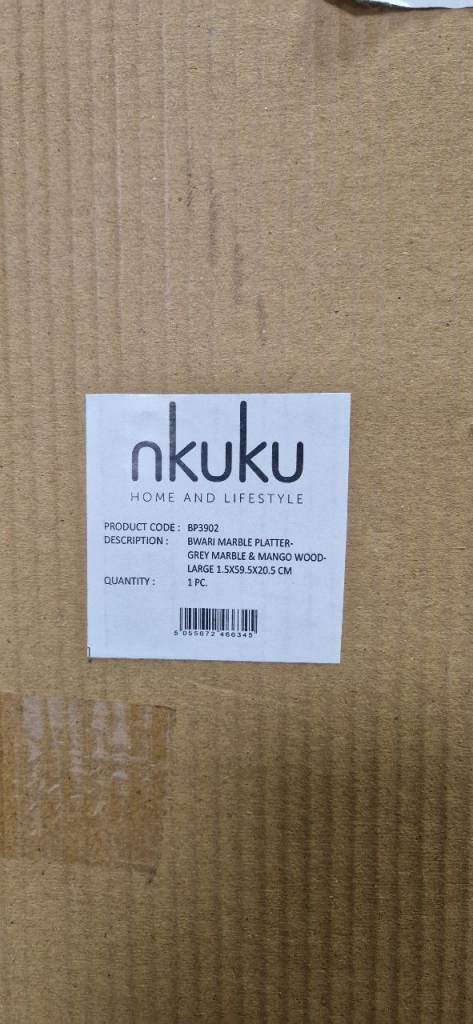 nkuku
HOME AND LIFESTYLE
PRODUCT CODE : BP3902
DESCRIPTION : BWARI MARBLE PLATTER-
GREY MARBLE & MANGO WOOD-
LARGE 1.5X59.5X20.5 CM
QUANTITY : 1 PC.
5 055672 466345